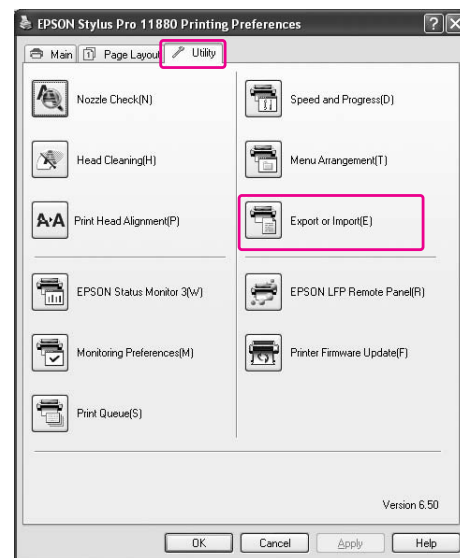 EPSON Stylus Pro 11880 Printing Preferences
Main
Page Layout
Utility
Nozzle Check(N)
Speed and Progress(D)
Head Cleaning(H)
Menu Arrangement(T)
A A Print Head Alignment(P)
Export or Import(E)
EPSON Status Monitor 3(W)
EPSON LFP Remote Panel(R)
Monitoring Preferences(M)
Printer Firmware Update(F)
Print Queue(S)
Version 6.50
OK
Cancel
Apply
Help